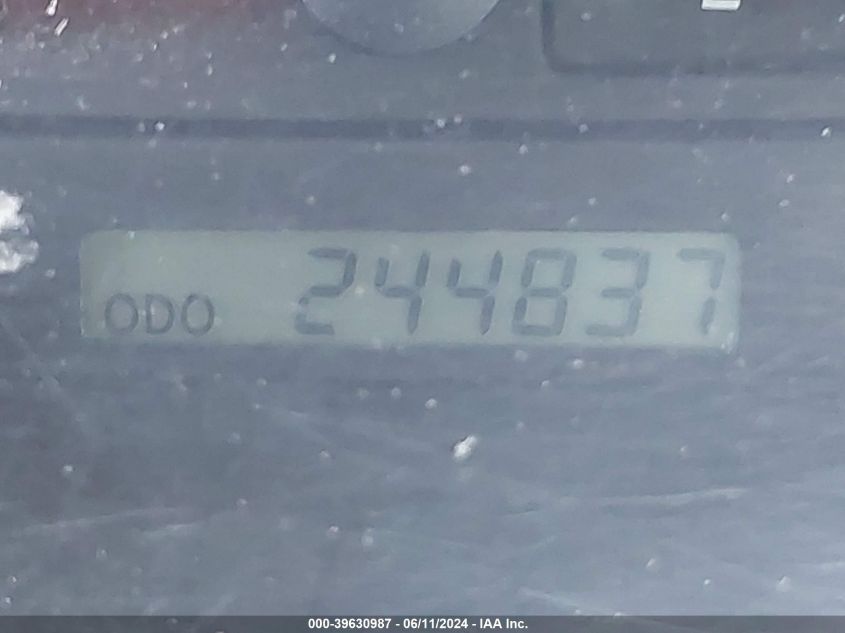 ODO 244837
000-39630987 - 06/11/2024 - IAA Inc.